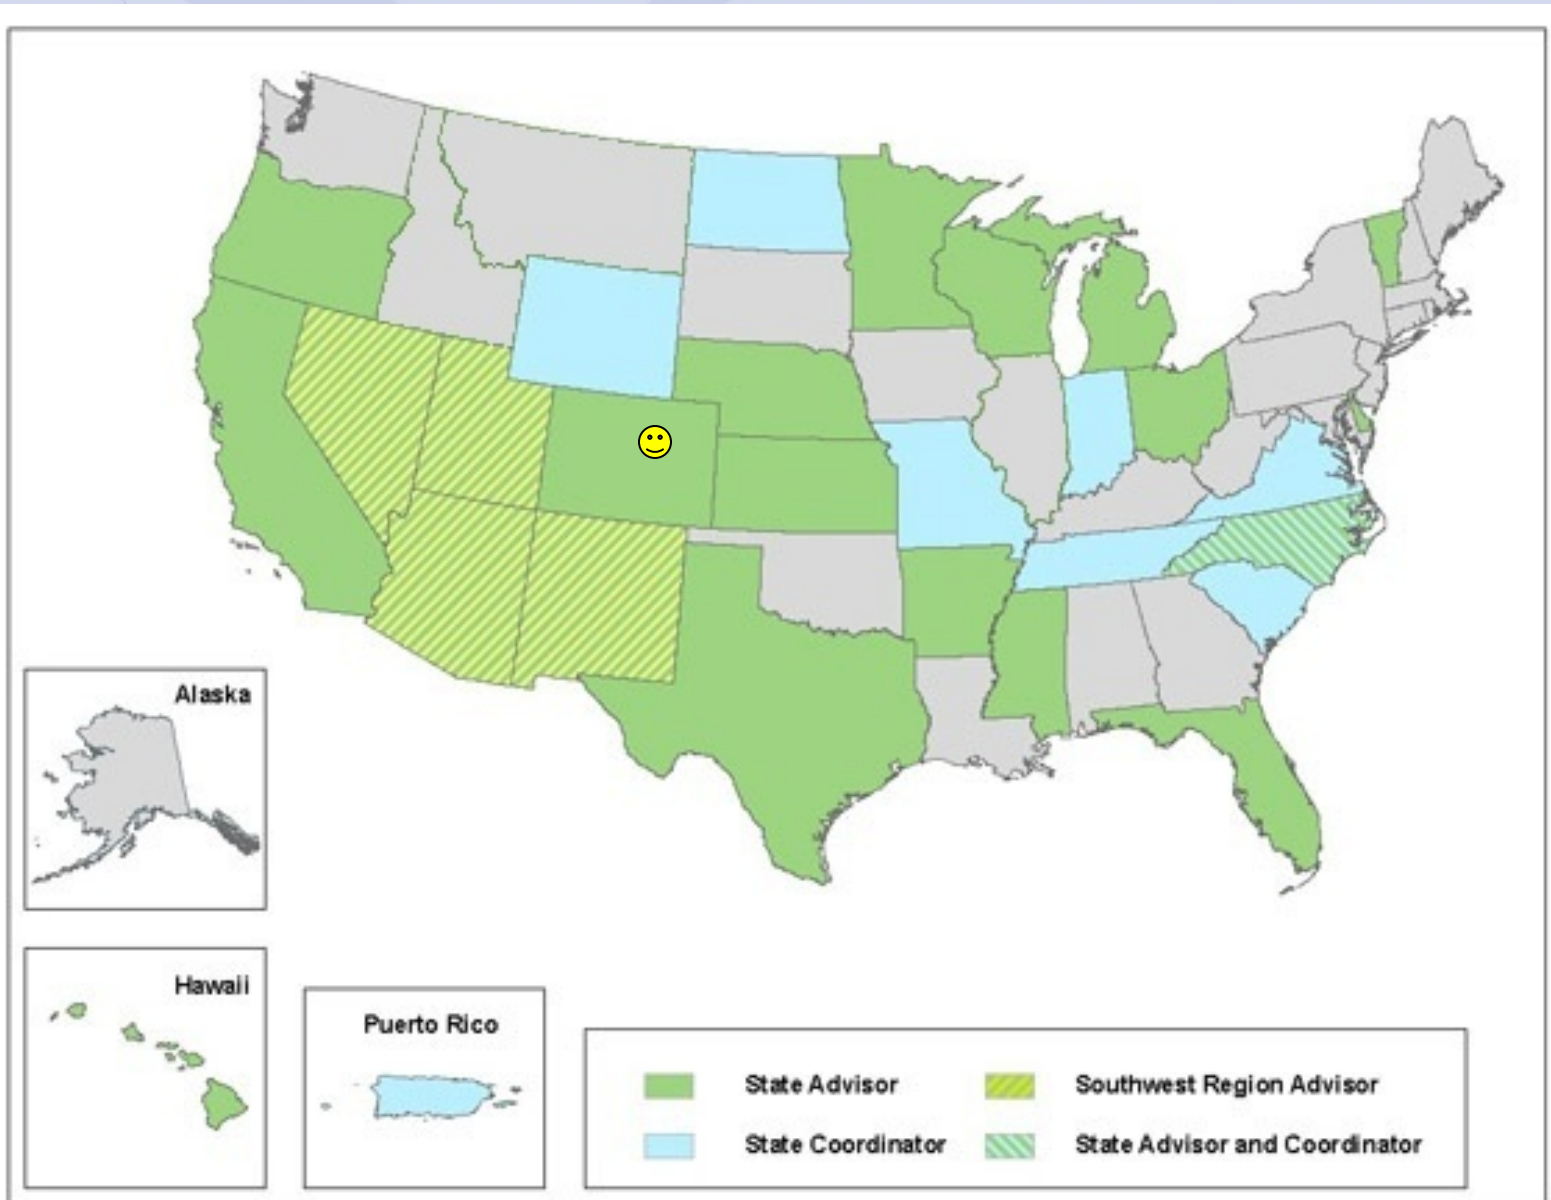 Alaska
Hawaii
Puerto Rico
State Advisor
Southwest Region Advisor
State Coordinator
State Advisor and Coordinator